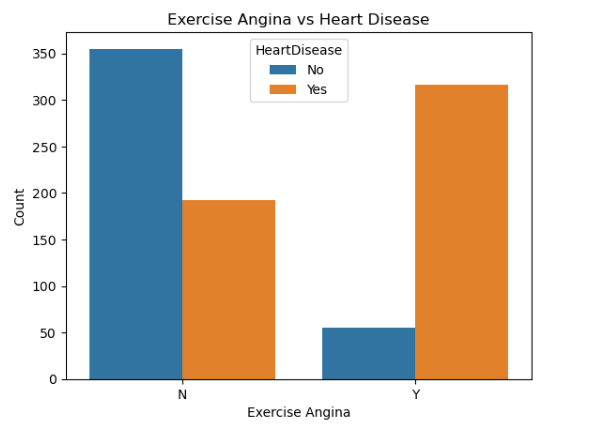 Exercise Angina vs Heart Disease
HeartDisease
No
Yes
350
300
250
200
150
100
50
0
Count
N
Y
Exercise Angina